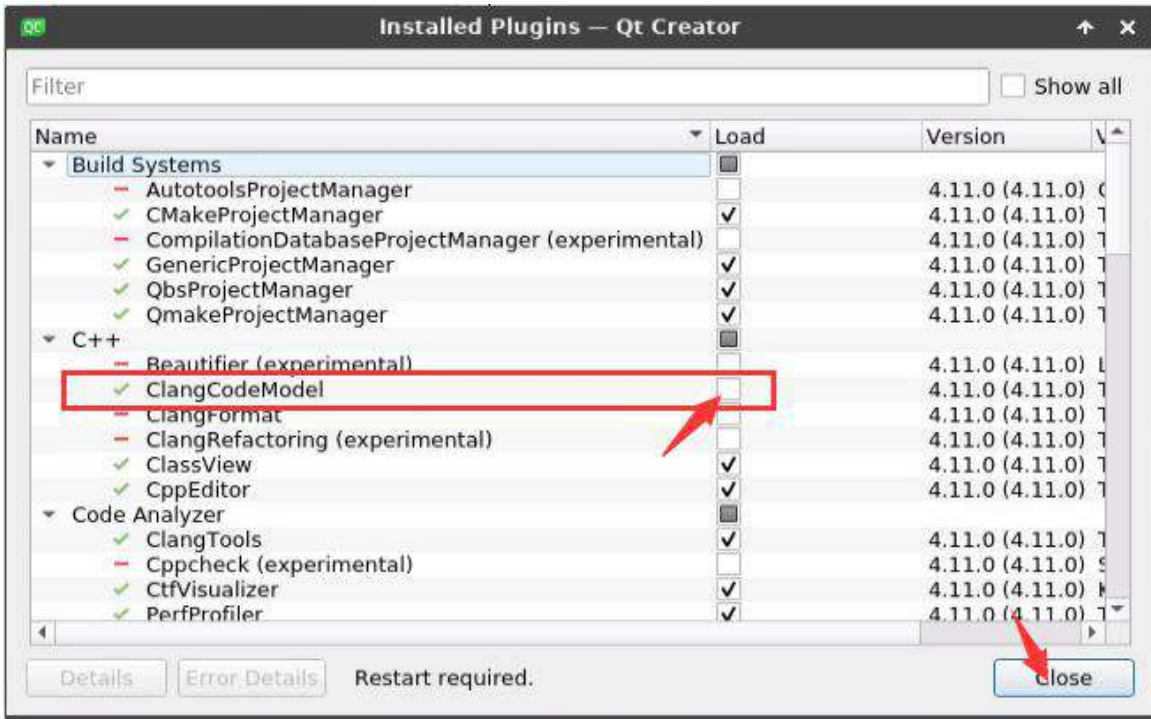 QC Installed Plugins — Qt Creator
Filter Show all
Name Load Version
Build Systems
AutotoolsProjectManager 4.11.0 (4.11.0)
CMakeProjectManager 4.11.0 (4.11.0)
CompilationDatabaseProjectManager (experimental) 4.11.0 (4.11.0)
GenericProjectManager 4.11.0 (4.11.0)
QbsProjectManager 4.11.0 (4.11.0)
QmakeProjectManager 4.11.0 (4.11.0)
C++
Beautifier (experimental) 4.11.0 (4.11.0)
ClangCodeModel 4.11.0 (4.11.0)
ClangFormat 4.11.0 (4.11.0)
ClangRefactoring (experimental) 4.11.0 (4.11.0)
ClassView 4.11.0 (4.11.0)
CppEditor 4.11.0 (4.11.0)
Code Analyzer
ClangTools 4.11.0 (4.11.0)
Cppcheck (experimental) 4.11.0 (4.11.0)
CtfVisualizer 4.11.0 (4.11.0)
PerfProfiler 4.11.0 (4.11.0)
Details Error Details Restart required. Close